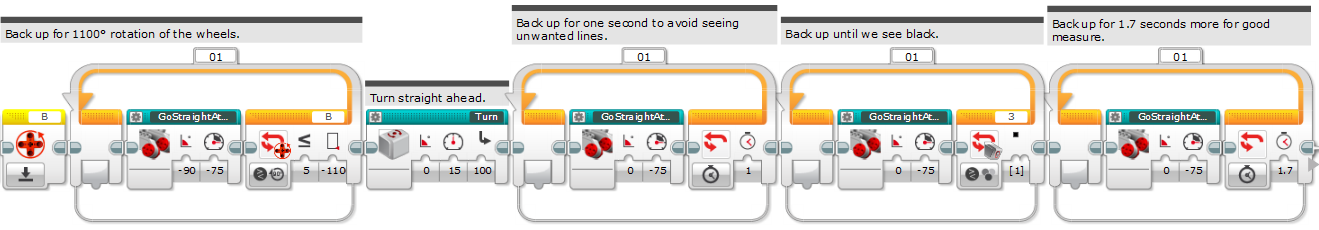 Back up for 1100° rotation of the wheels.
Turn straight ahead.
Back up for one second to avoid seeing
unwanted lines.
Back up until we see black.
Back up for 1.7 seconds more for good
measure.
01
01
01
01
B
GoStraightAt...
B
Turn
GoStraightAt...
GoStraightAt...
3
GoStraightAt...
-90 -75
5 -110
0 15 100
0 -75
1
0 -75
[1]
0 -75
1.7